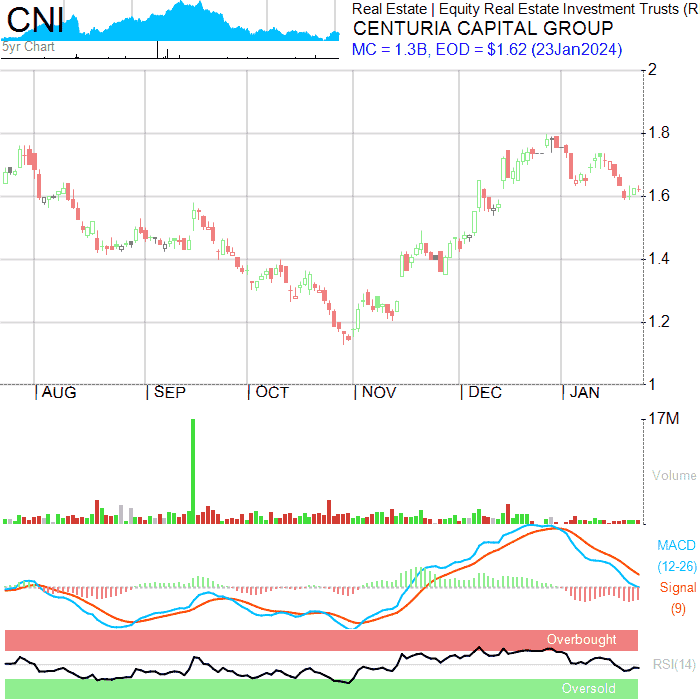 CNI
5yr Chart
Real Estate | Equity Real Estate Investment Trusts (R
CENTURIA CAPITAL GROUP
MC = 1.3B, EOD = $1.62 (23Jan2024)
2
1.8
1.6
1.4
1.2
1
|AUG |SEP |OCT |NOV |DEC |JAN
17M
Volume
MACD
(12-26)
Signal
(9)
Overbought
RSI(14)
Oversold